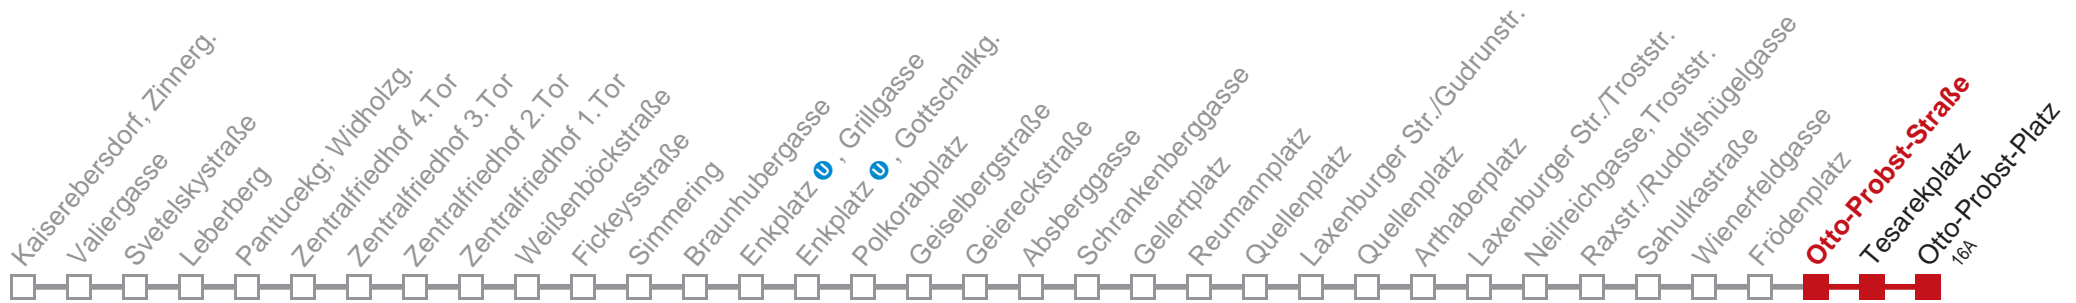 Kaiserebersdorf, Zinnerg.
Valiergasse
Svetelskystraße
Leberberg
Pantucekg; Widholzg.
Zentralfriedhof 4.Tor
Zentralfriedhof 3.Tor
Zentralfriedhof 2.Tor
Zentralfriedhof 1.Tor
Weißenböckstraße
Fickeysstraße
Simmering
Braunhubergasse
Enkplatz U , Grillgasse
Enkplatz U , Gottschalkg.
Polkorabplatz
Geiselbergstraße
Geiereckstraße
Absberggasse
Schrankenberggasse
Gellertplatz
Reumannplatz
Quellenplatz
Laxenburger Str./Gudrunstr.
Quellenplatz
Arthaberplatz
Laxenburger Str./Troststr.
Neilreichgasse, Troststr.
Raxstr./Rudolfshügelgasse
Sahulkastraße
Wienerfeldgasse
Frödenplatz
Otto-Probst-Straße
Tesarekplatz
Otto-Probst-Platz
16A